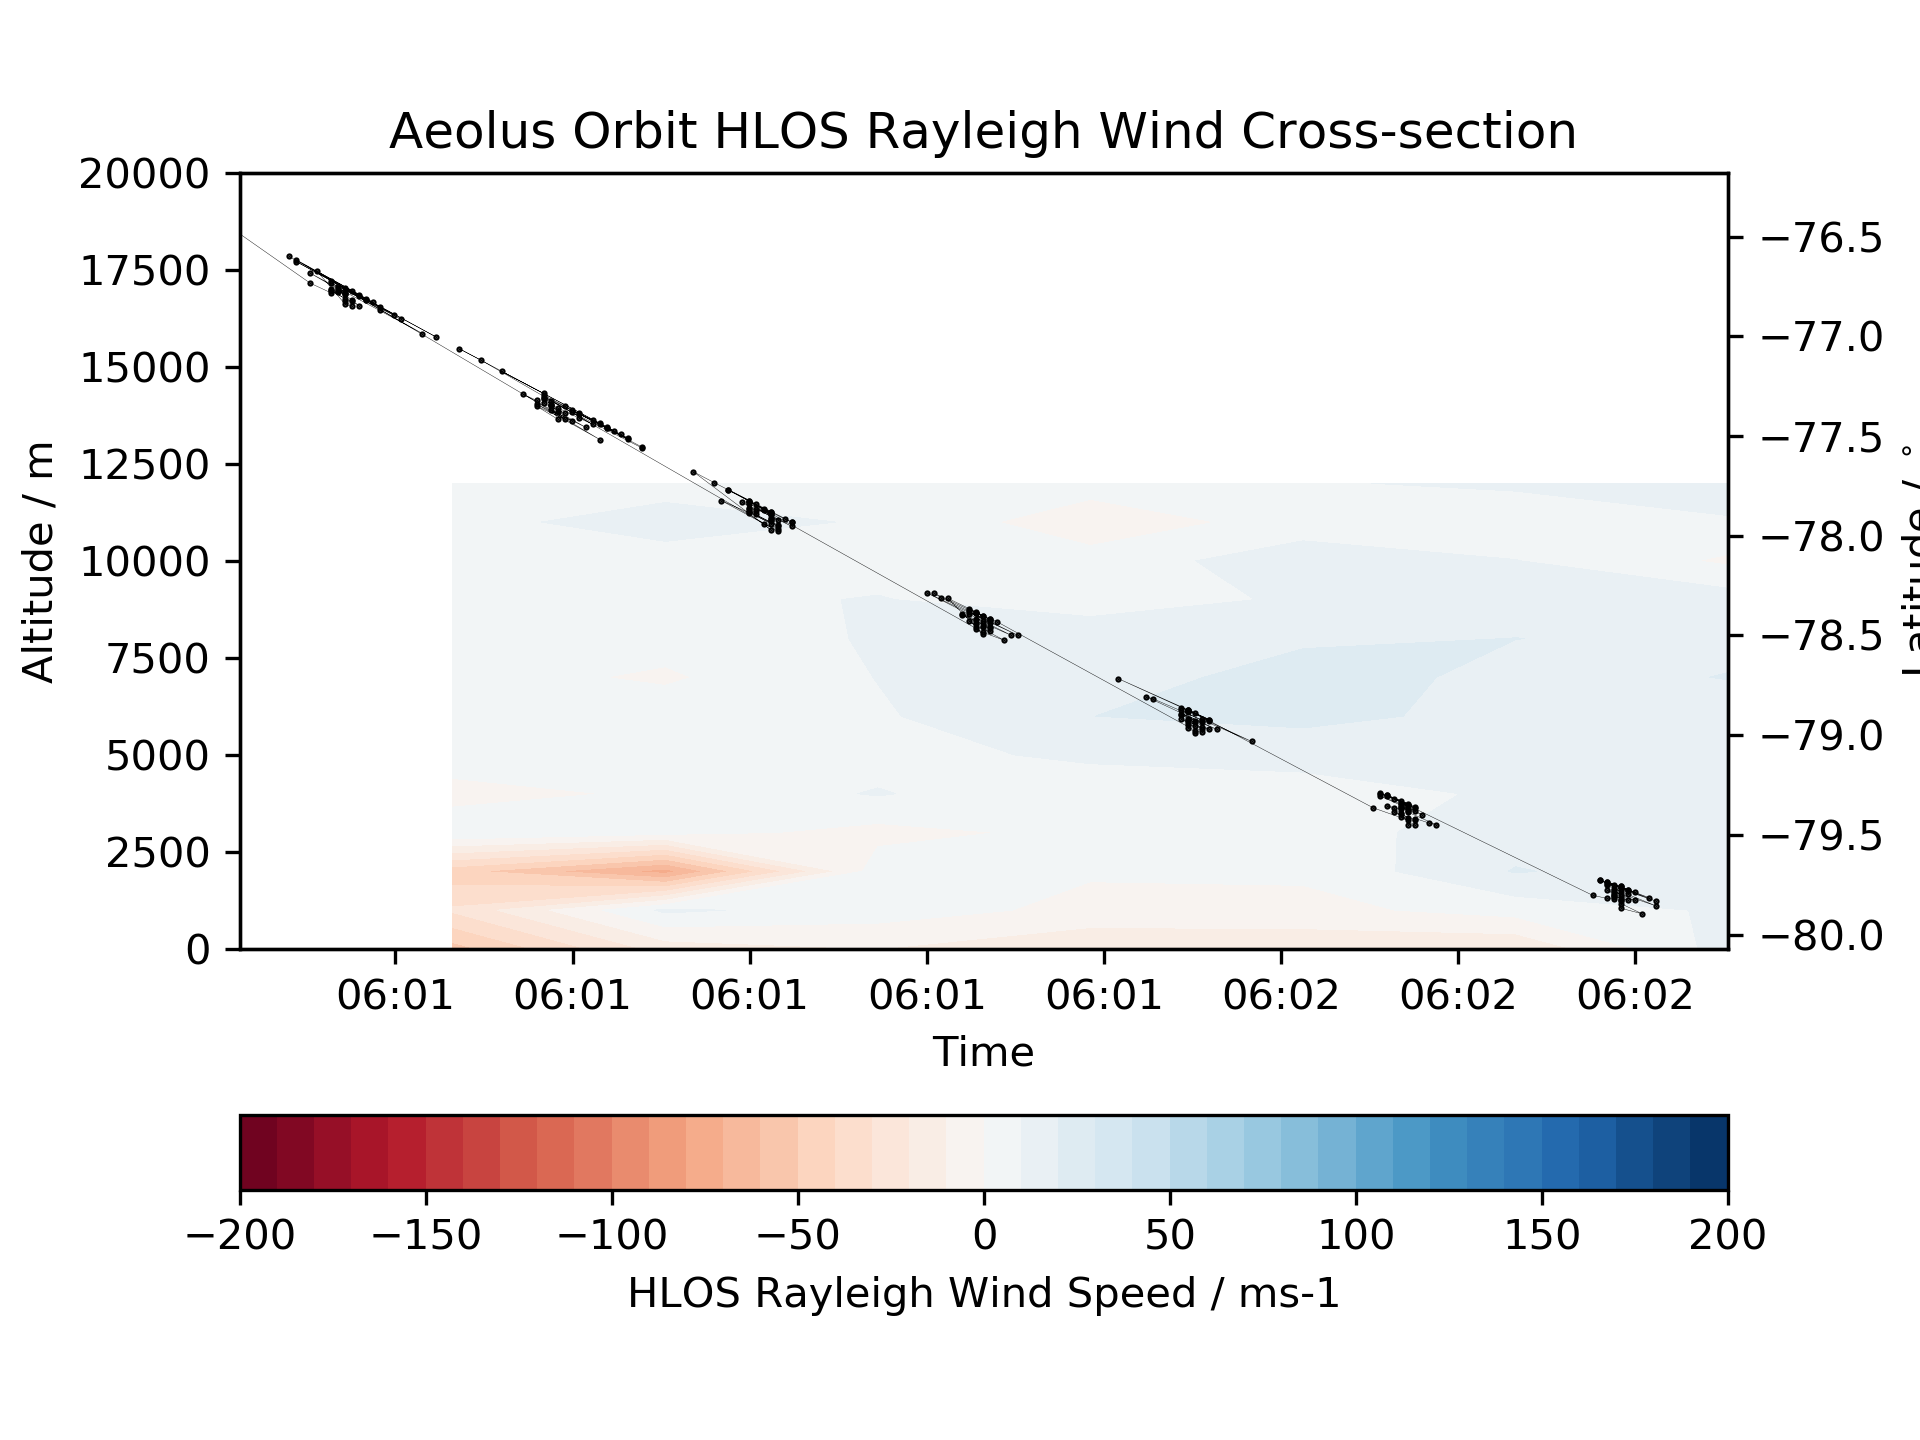 Aeolus Orbit HLOS Rayleigh Wind Cross-section
20000
17500
15000
12500
10000
7500
5000
2500
0
Altitude / m
−76.5
−77.0
−77.5
−78.0
−78.5
−79.0
−79.5
−80.0
Latitude / °
06:01 06:01 06:01 06:01 06:01 06:02 06:02 06:02
Time
−200 −150 −100 −50 0 50 100 150 200
HLOS Rayleigh Wind Speed / ms-1